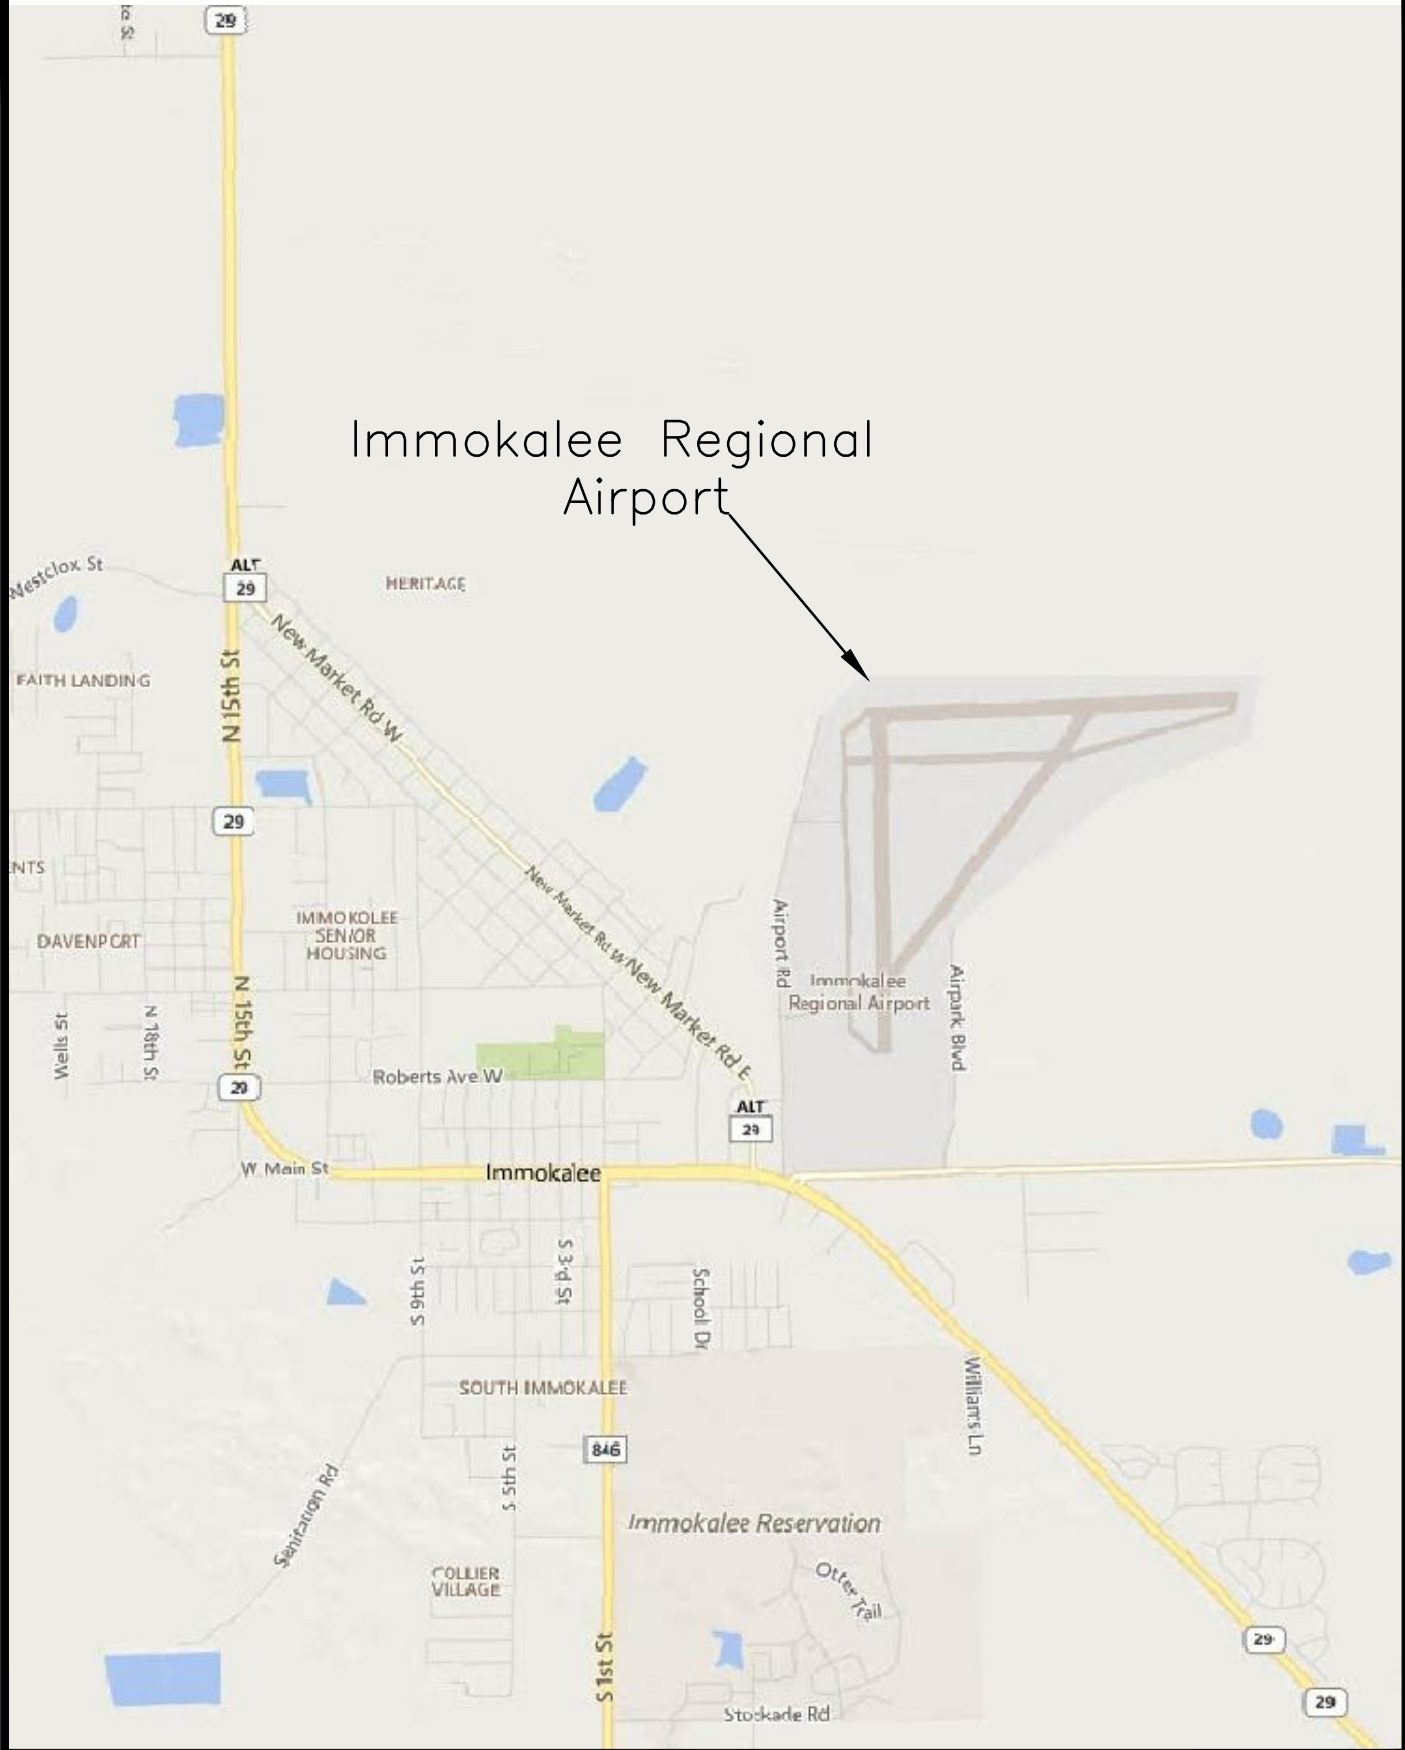 29
Immokalee Regional
Airport
Westclox St
ALT
29
HERITAGE
New Market Rd W
N 15th St
FAITH LANDING
29
ENTS
New Market Rd W
IMMOKOLEE
SENIOR
HOUSING
DAVENPORT
Airport Rd
New Market Rd E
Immokalee
Regional Airport
Airpark Blvd
N 15th St
Wells St
N 18th St
Roberts Ave W
29
ALT
29
W Main St
Immokalee
S 9th St
S 3rd St
School Dr
SOUTH IMMOKALEE
Williams Ln
846
S 5th St
Sanitation Rd
Immokalee Reservation
COLLIER
VILLAGE
Otter Trail
29
S 1st St
29
Stockade Rd